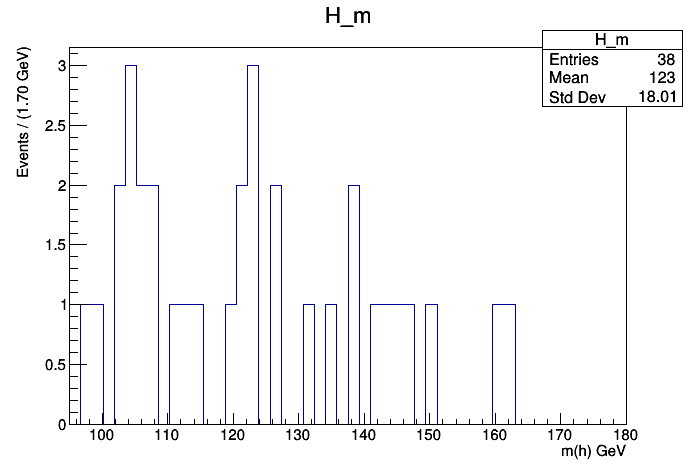 H_m
H_m
Entries 38
Mean 123
Std Dev 18.01
Events / (1.70 GeV)
3
2.5
2
1.5
1
0.5
0
100 110 120 130 140 150 160 170 180
m(h) GeV